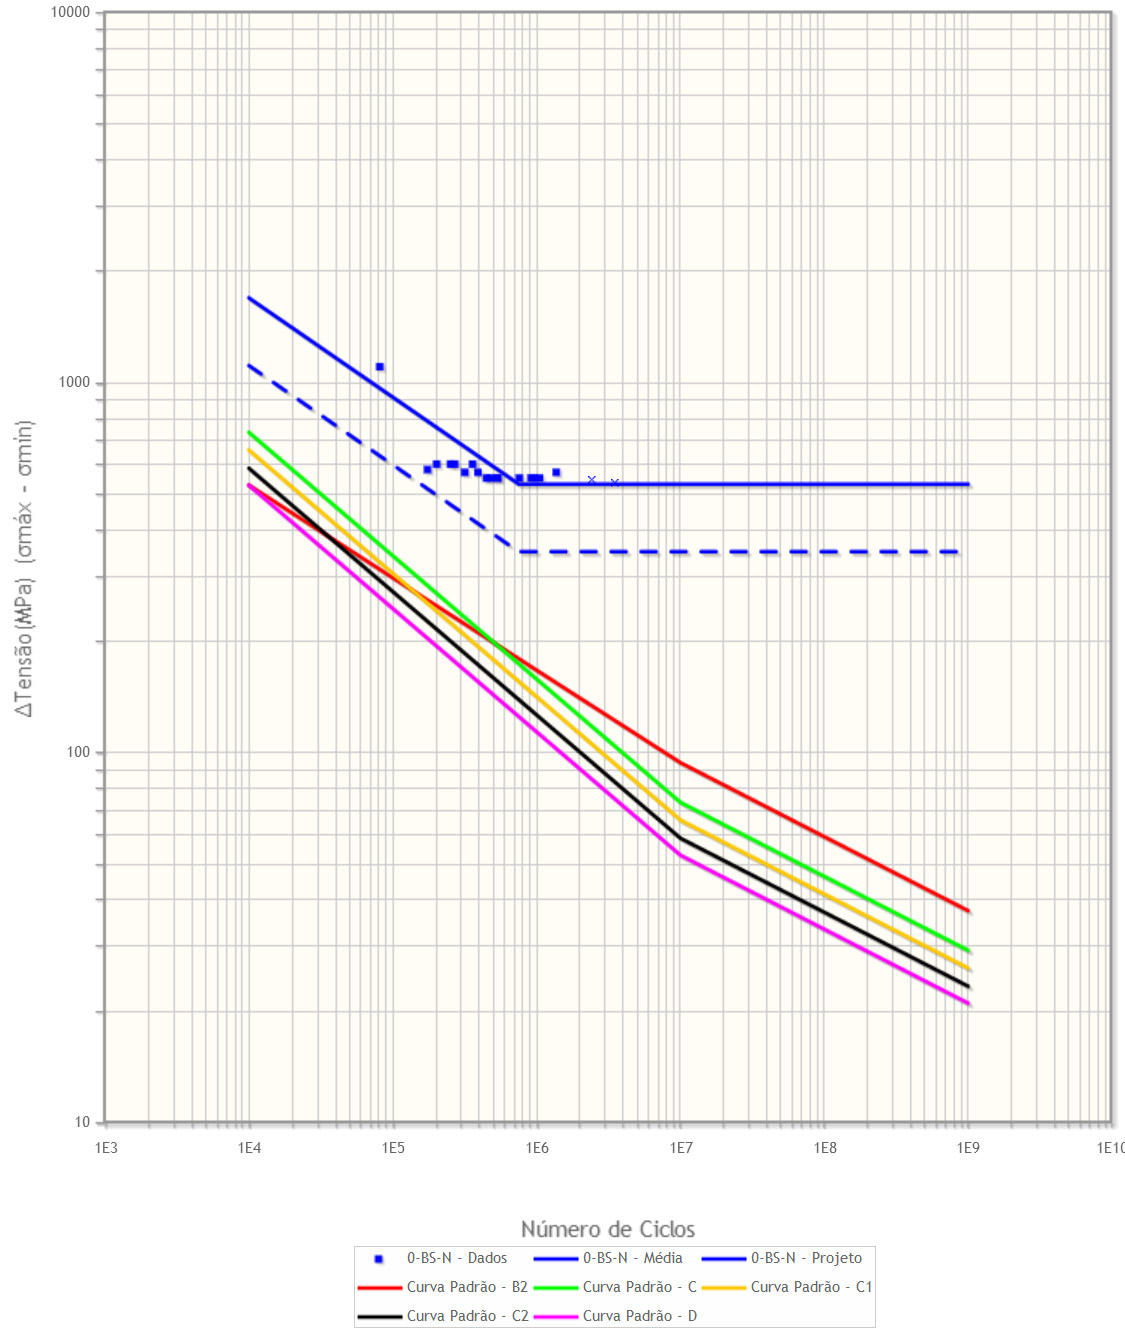 10000
1000
100
10
ΔTensão(MPa) (σmáx - σmín)
1E3 1E4 1E5 1E6 1E7 1E8 1E9 1E10
Número de Ciclos
0-BS-N - Dados 0-BS-N - Média 0-BS-N - Projeto
Curva Padrão - B2 Curva Padrão - C Curva Padrão - C1
Curva Padrão - C2 Curva Padrão - D